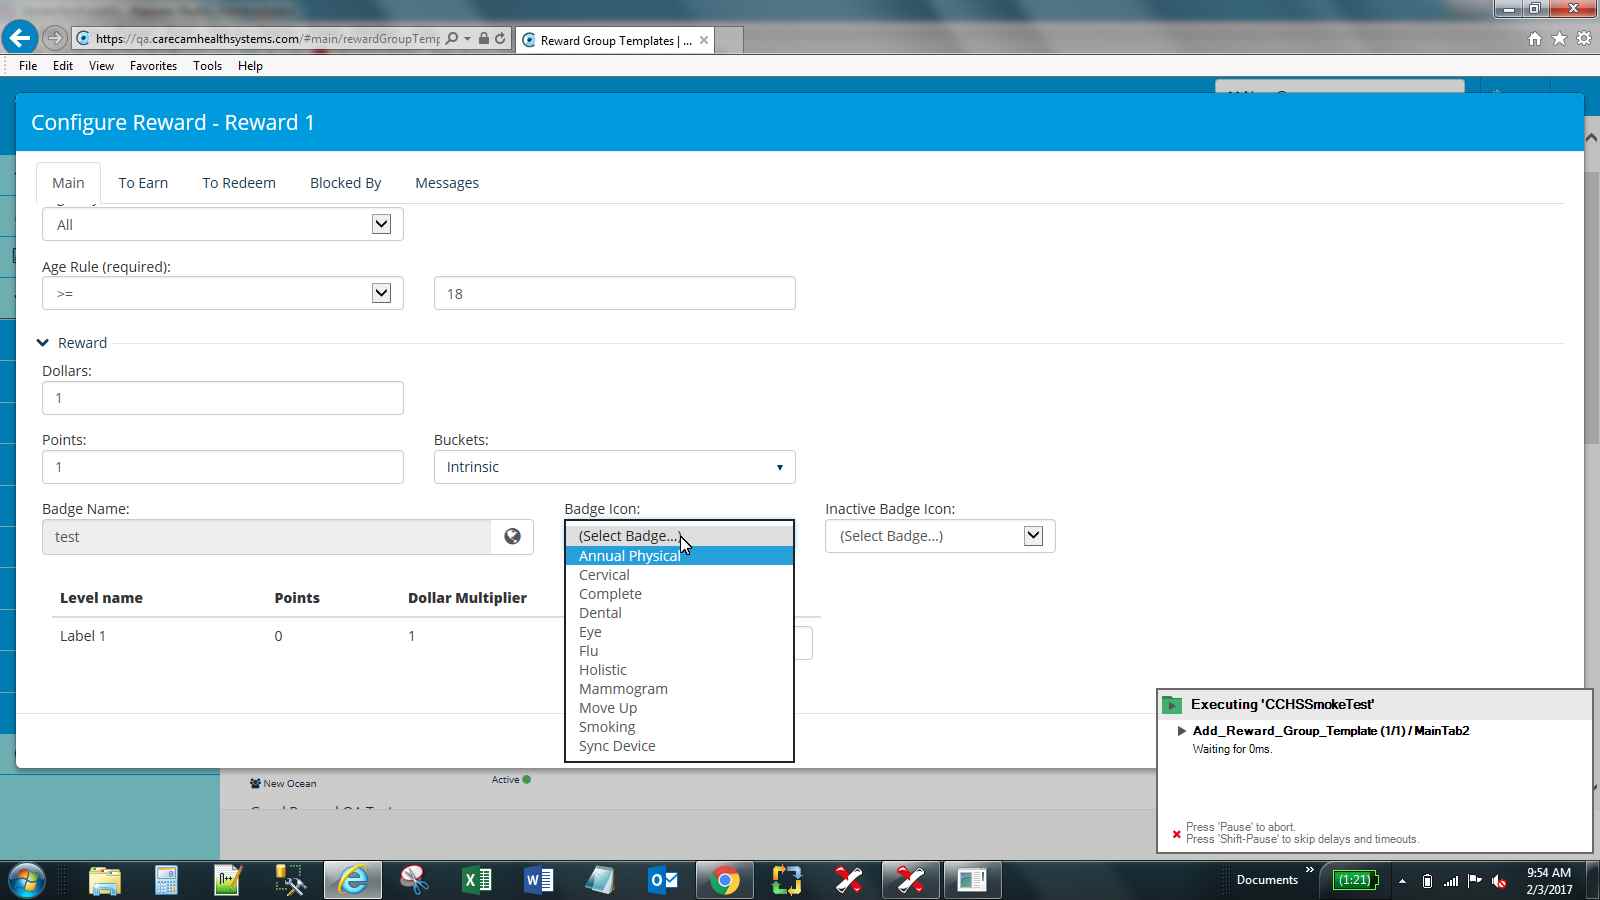 https://qa.carecamhealthsystems.com/#main/rewardGroupTemp
Reward Group Templates | ...
File Edit View Favorites Tools Help
Configure Reward - Reward 1
Main To Earn To Redeem Blocked By Messages
All
Age Rule (required):
>= 18
Reward
Dollars:
1
Points: Buckets:
1 Intrinsic
Badge Name: Badge Icon: Inactive Badge Icon:
test (Select Badge...) (Select Badge...)
Annual Physical
Cervical
Complete
Dental
Eye
Flu
Holistic
Mammogram
Move Up
Smoking
Sync Device
Level name Points Dollar Multiplier
Label 1 0 1
Executing 'CCHSSmokeTest'
Add_Reward_Group_Template (1/1) / MainTab2
Waiting for 0ms.
Press 'Pause' to abort.
Press 'Shift-Pause' to skip delays and timeouts.
New Ocean Active
Documents
(1:21)
9:54 AM
2/3/2017